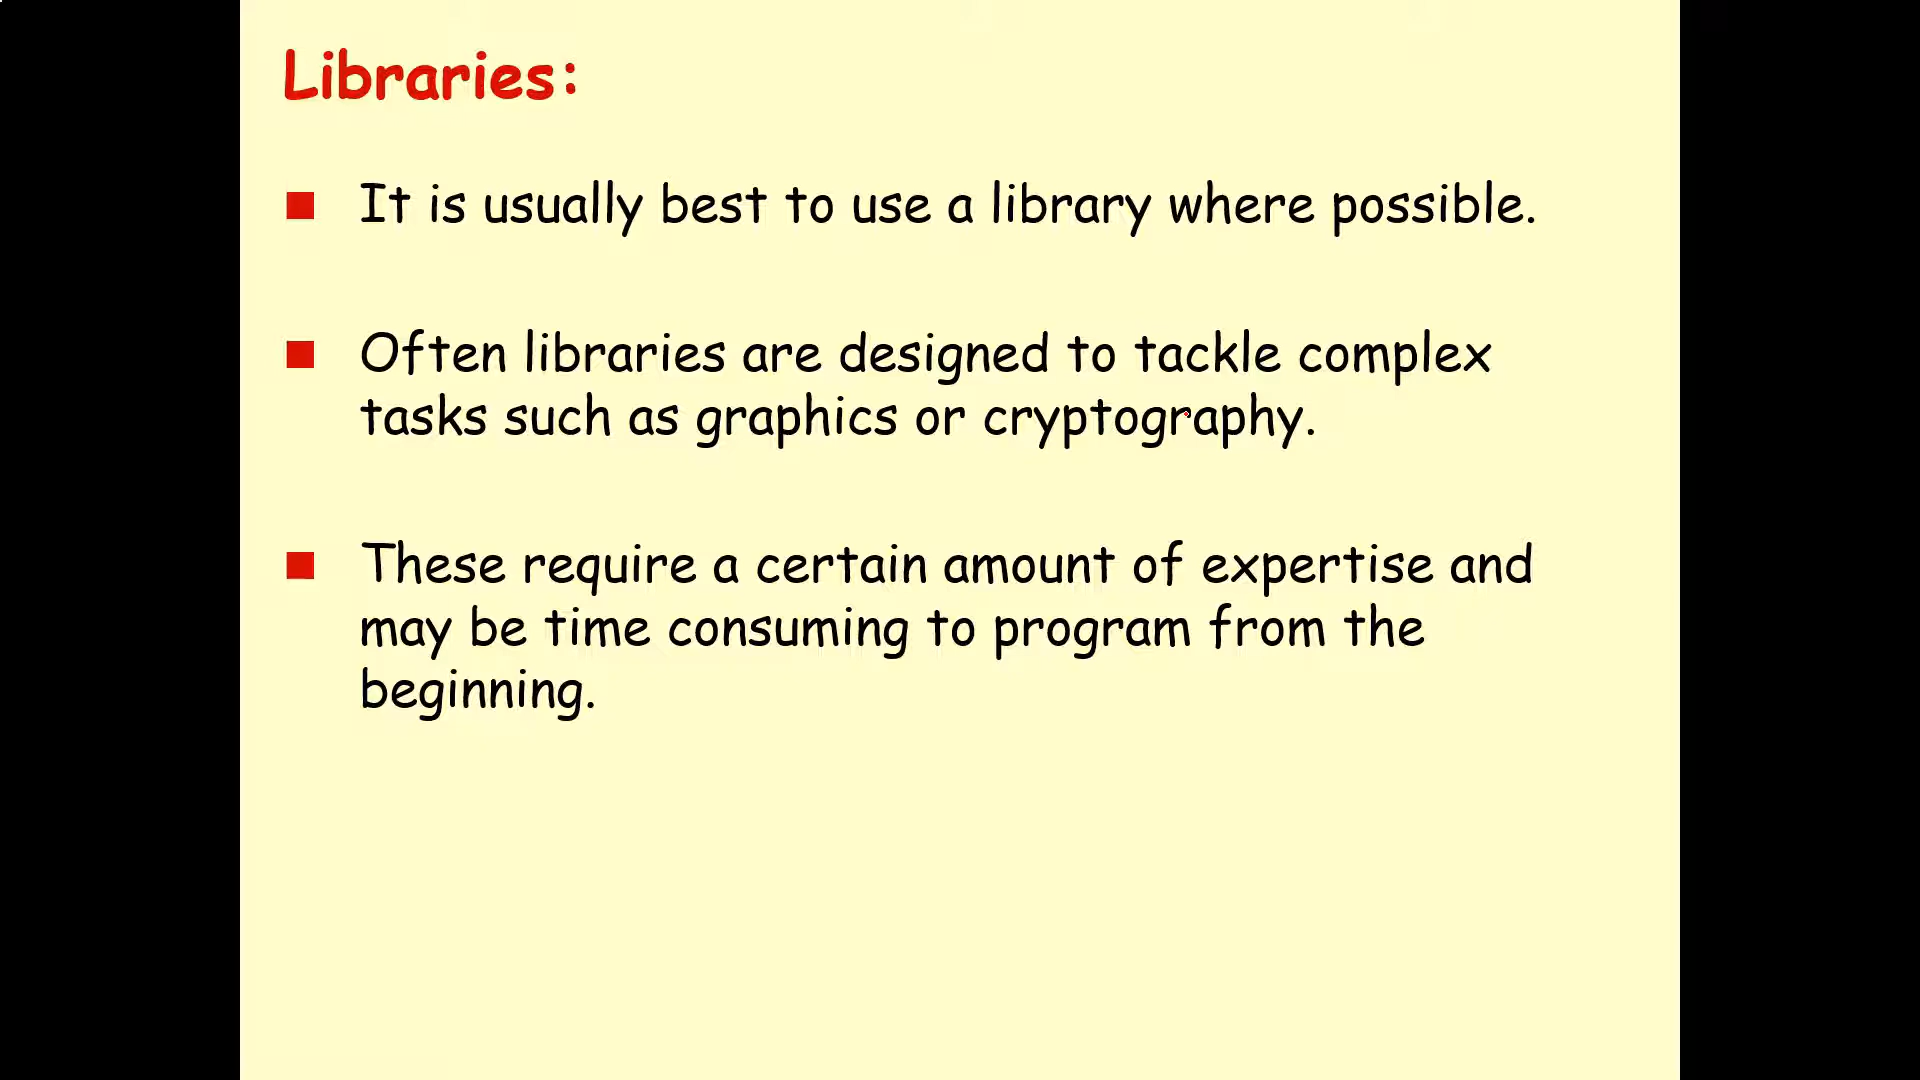 Libraries:
It is usually best to use a library where possible.
Often libraries are designed to tackle complex
tasks such as graphics or cryptography.
These require a certain amount of expertise and
may be time consuming to program from the
beginning.